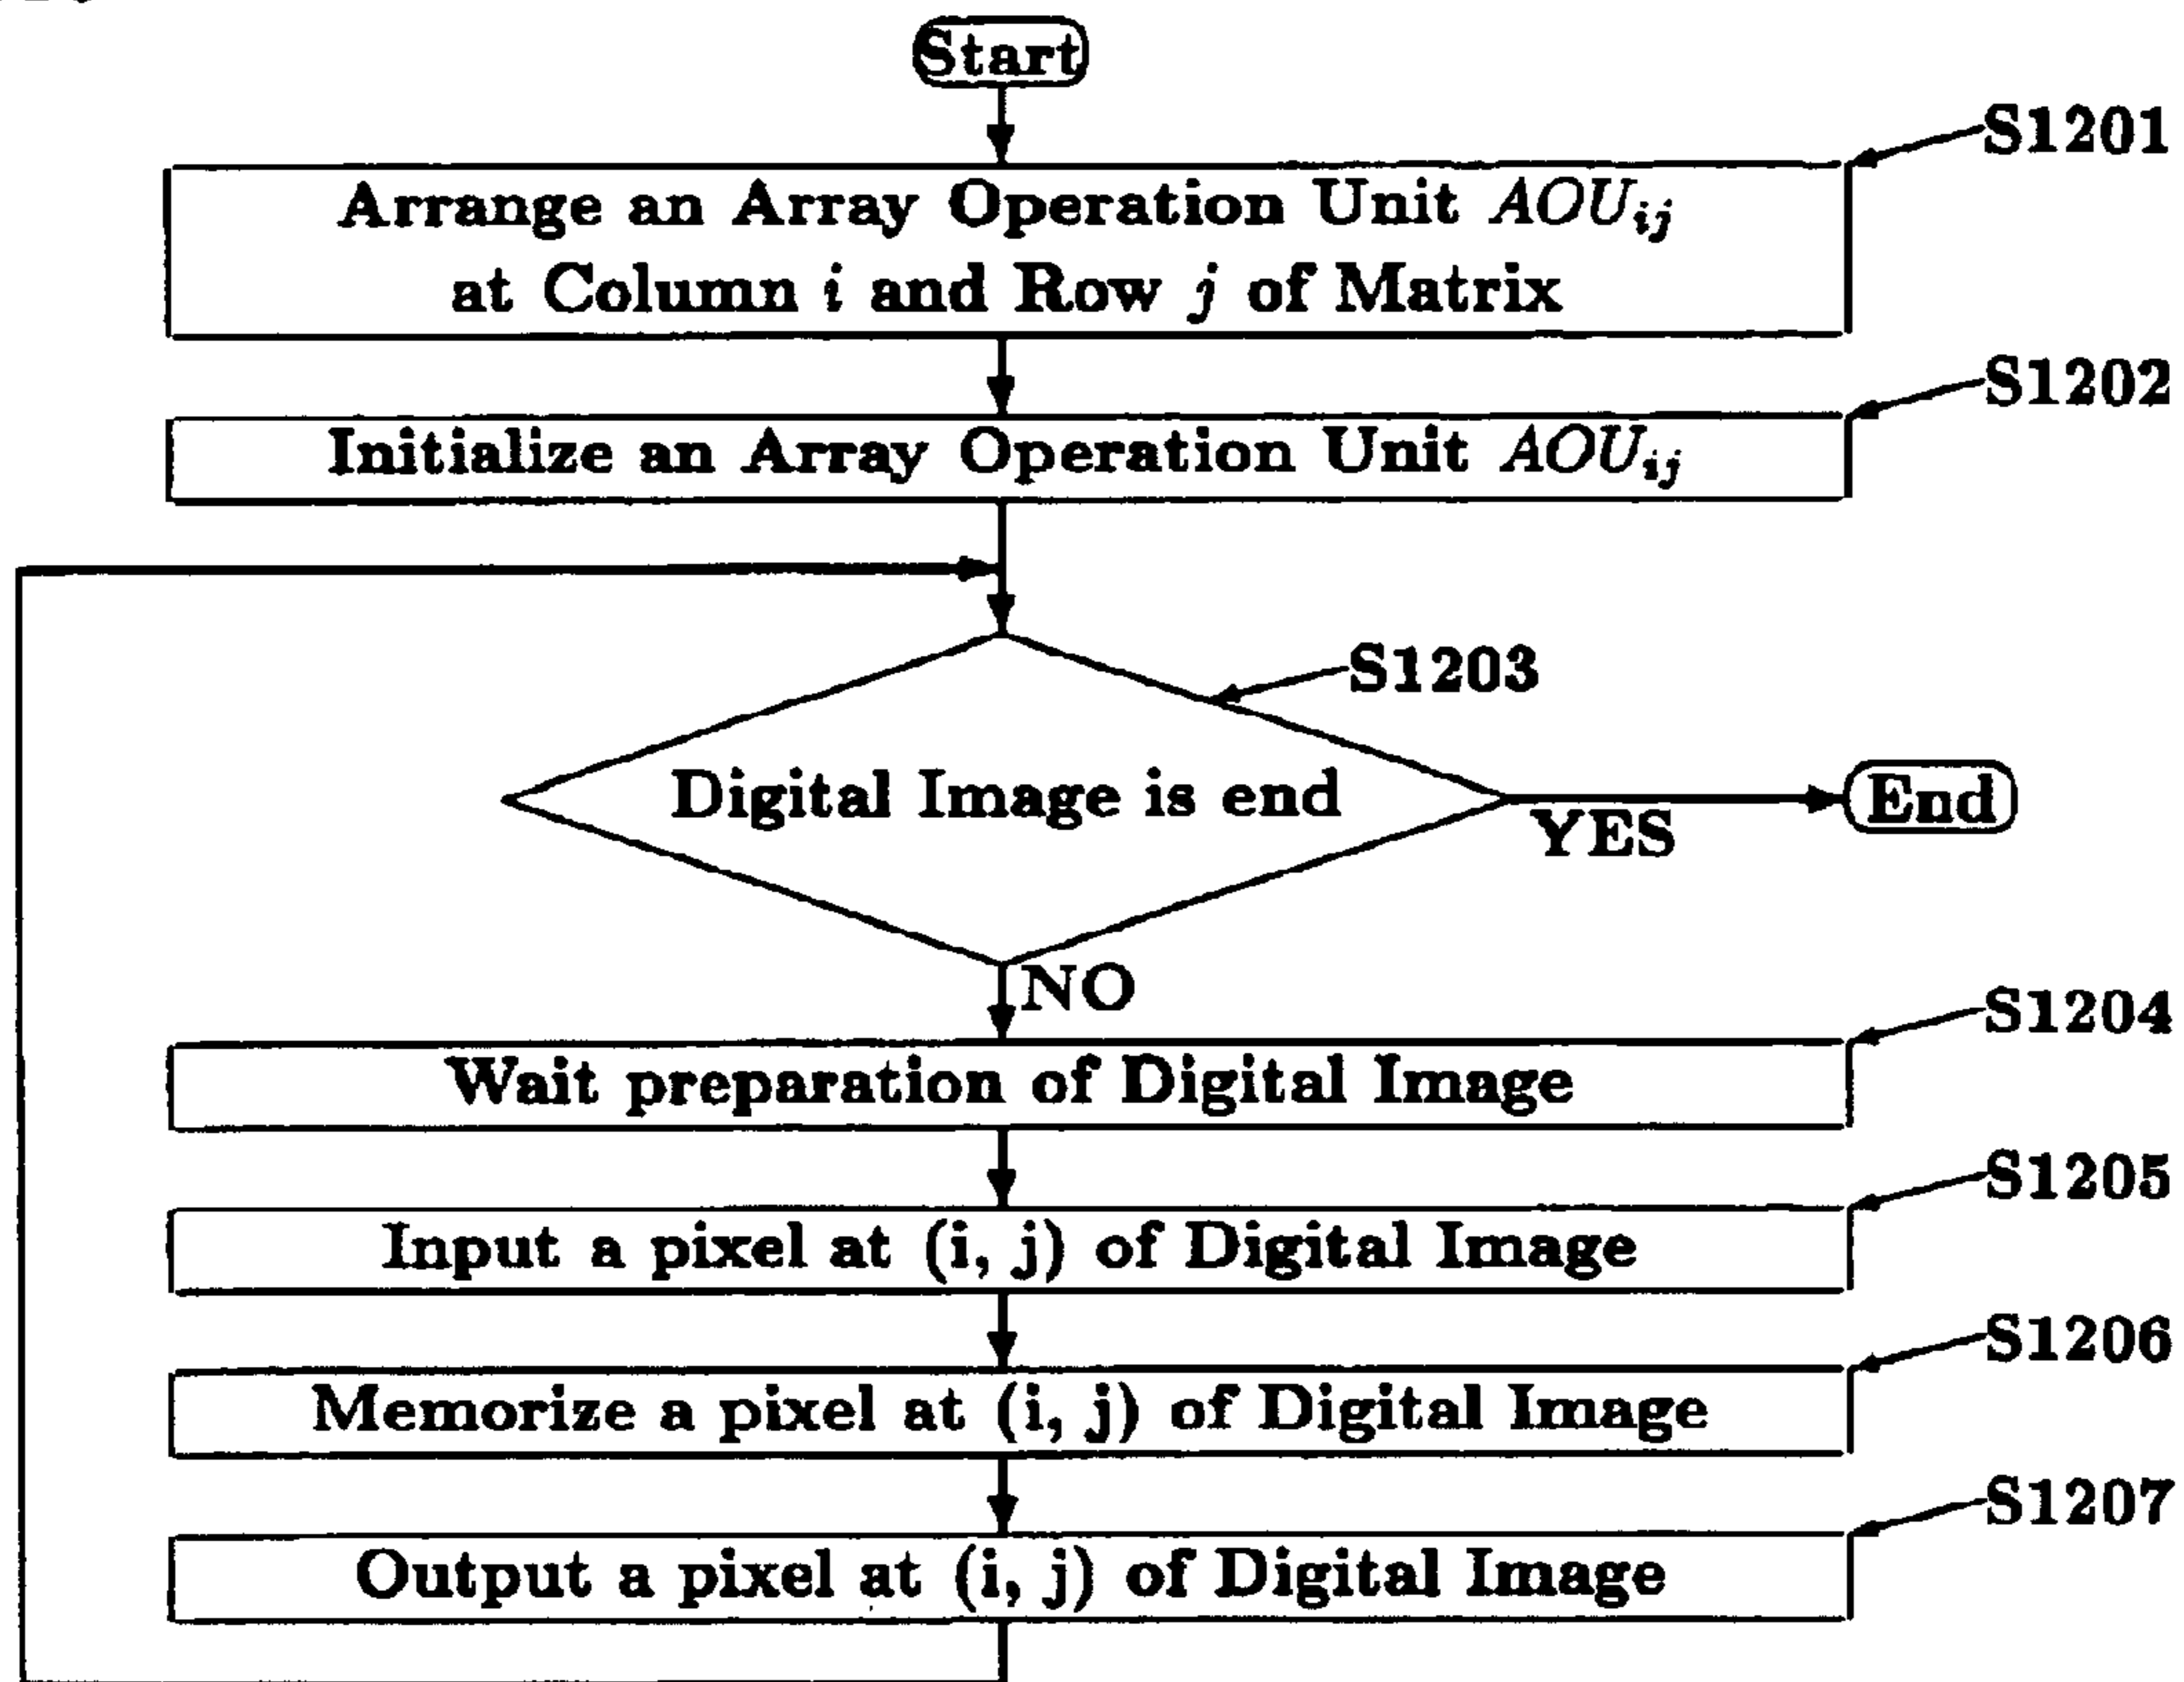 Start
S1201
Arrange an Array Operation Unit AOU_ij
at Column i and Row j of Matrix
S1202
Initialize an Array Operation Unit AOU_ij
S1203
Digital Image is end
YES
End
NO
S1204
Wait preparation of Digital Image
S1205
Input a pixel at (i, j) of Digital Image
S1206
Memorize a pixel at (i, j) of Digital Image
S1207
Output a pixel at (i, j) of Digital Image